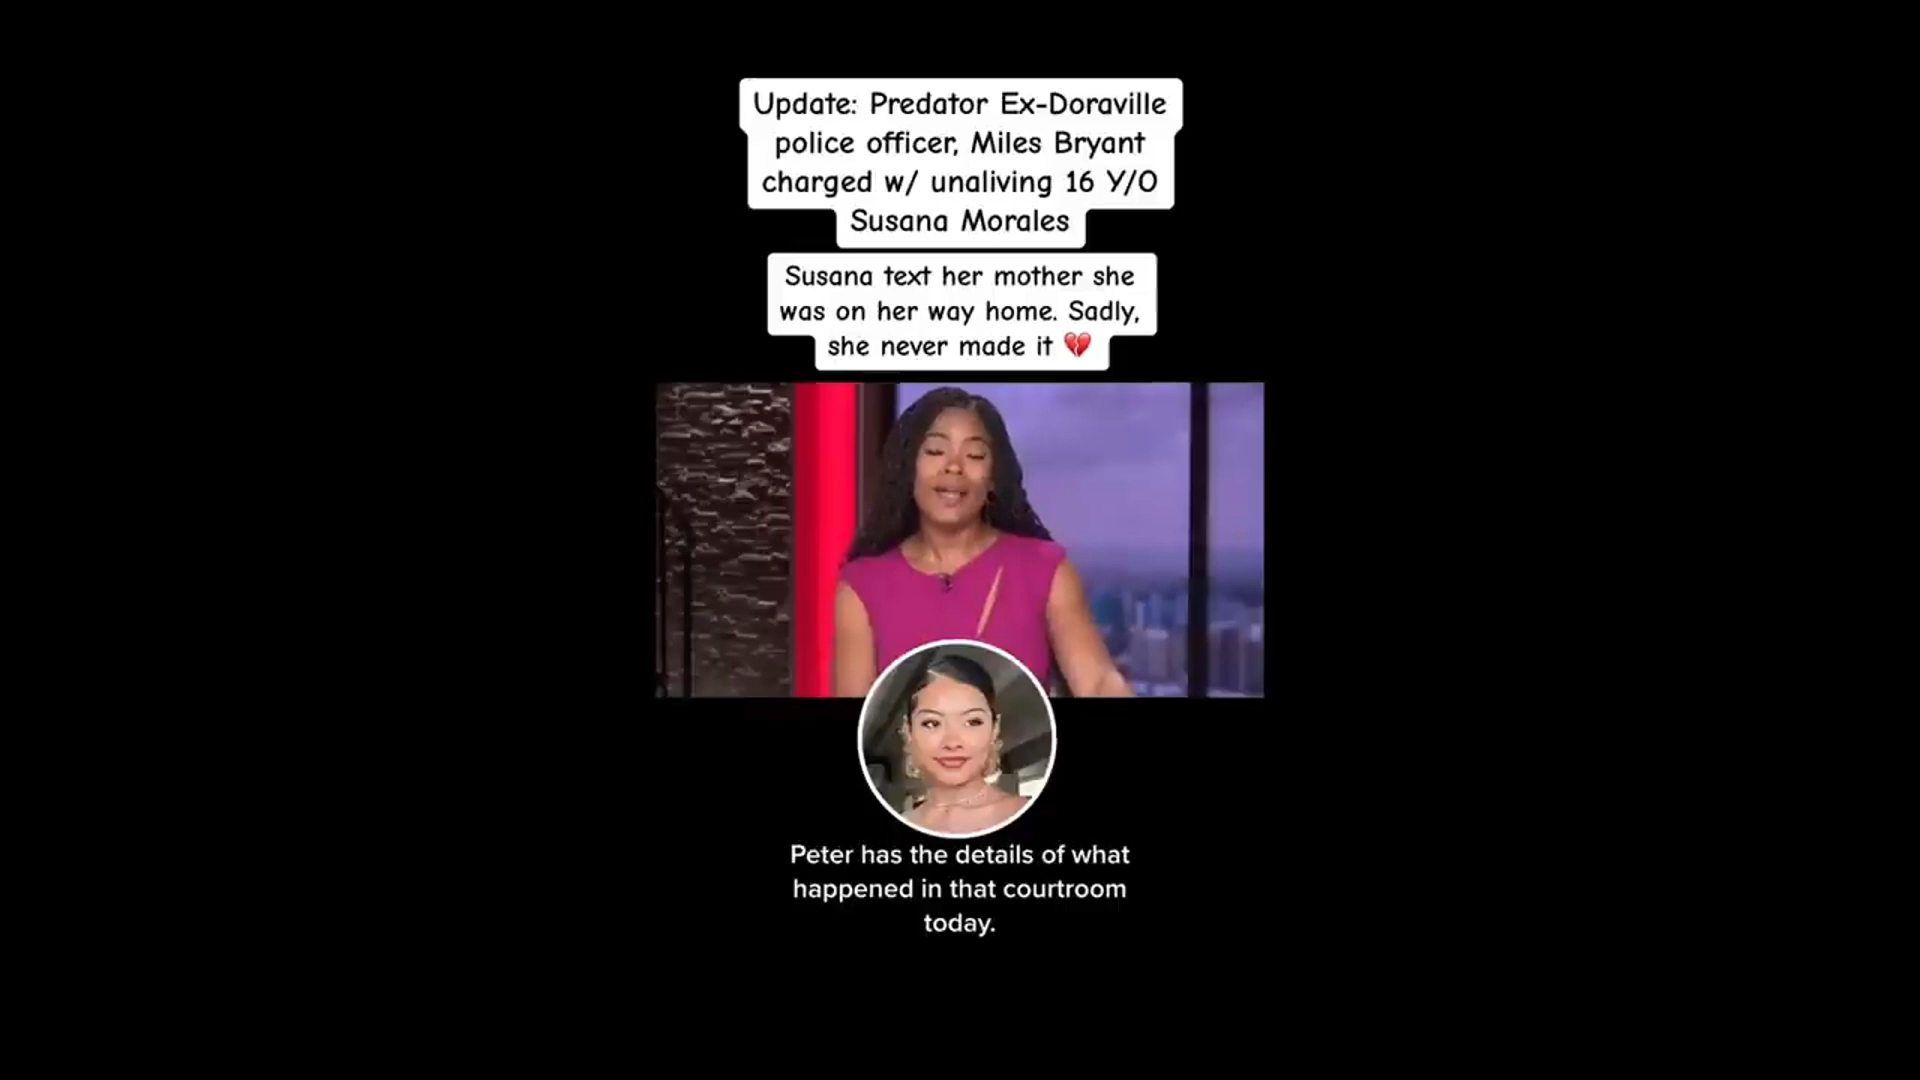 Update: Predator Ex-Doraville
police officer, Miles Bryant
charged w/ unaliving 16 Y/O
Susana Morales
Susana text her mother she
was on her way home. Sadly,
she never made it 💔
Peter has the details of what
happened in that courtroom
today.